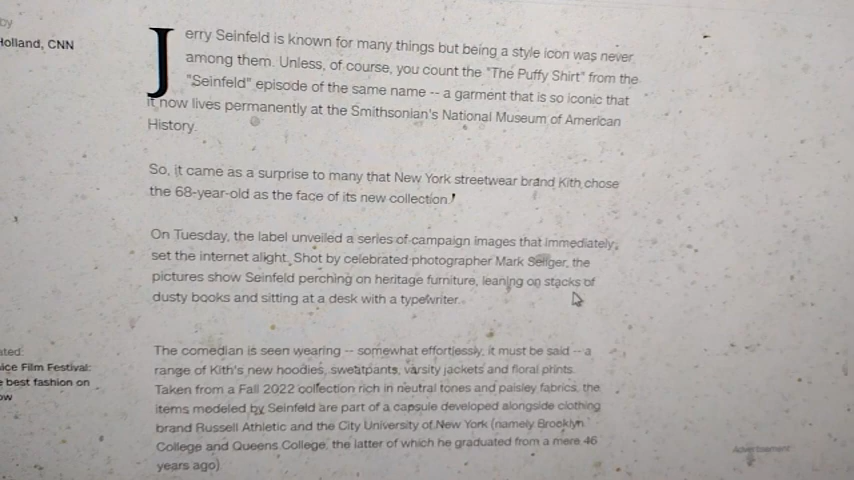 by
Holland, CNN
Jerry Seinfeld is known for many things but being a style icon was never
among them. Unless, of course, you count the "The Puffy Shirt" from the
"Seinfeld" episode of the same name -- a garment that is so iconic that
it now lives permanently at the Smithsonian's National Museum of American
History.
So, it came as a surprise to many that New York streetwear brand Kith chose
the 68-year-old as the face of its new collection.
On Tuesday, the label unveiled a series of campaign images that immediately
set the internet alight. Shot by celebrated photographer Mark Seliger, the
pictures show Seinfeld perching on heritage furniture, leaning on stacks of
dusty books and sitting at a desk with a typewriter.
The comedian is seen wearing -- somewhat effortlessly, it must be said -- a
range of Kith's new hoodies, sweatpants, varsity jackets and floral prints.
Taken from a Fall 2022 collection rich in neutral tones and paisley fabrics, the
items modeled by Seinfeld are part of a capsule developed alongside clothing
brand Russell Athletic and the City University of New York (namely Brooklyn
College and Queens College, the latter of which he graduated from a mere 46
years ago)
ated:
ice Film Festival:
e best fashion on
ow
Advertisement